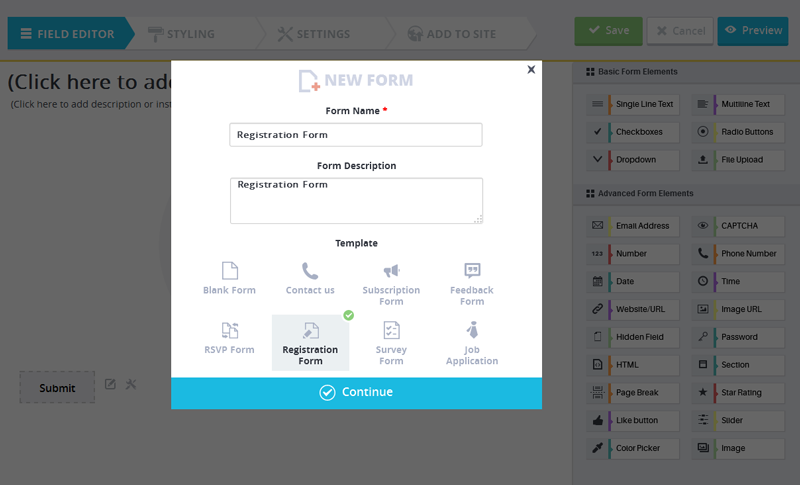 FIELD EDITOR
STYLING
SETTINGS
ADD TO SITE
Save
Cancel
Preview
(Click here to add
(Click here to add description or inst
Submit
NEW FORM
Form Name *
Registration Form
Form Description
Registration Form
Template
Blank Form
Contact us
Subscription
Form
Feedback
Form
RSVP Form
Registration
Form
Survey
Form
Job
Application
Continue
Basic Form Elements
Single Line Text
Multiline Text
Checkboxes
Radio Buttons
Dropdown
File Upload
Advanced Form Elements
Email Address
CAPTCHA
123 Number
Phone Number
Date
Time
Website/URL
Image URL
Hidden Field
Password
HTML
Section
Page Break
Star Rating
Like button
Slider
Color Picker
Image